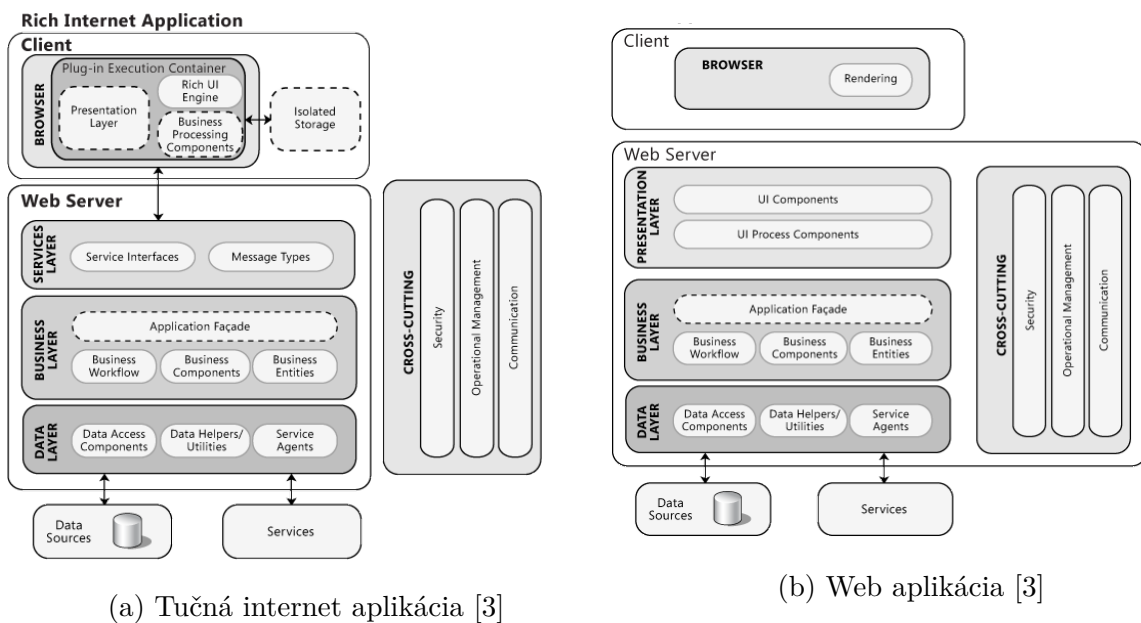 Rich Internet Application
Client
BROWSER
Plug-in Execution Container
Presentation
Layer
Rich UI
Engine
Business
Processing
Components
Isolated
Storage
Web Server
SERVICES
LAYER
Service Interfaces
Message Types
BUSINESS
LAYER
Application Façade
Business
Workflow
Business
Components
Business
Entities
DATA
LAYER
Data Access
Components
Data Helpers/
Utilities
Service
Agents
CROSS-CUTTING
Security
Operational Management
Communication
Data
Sources
Services
(a) Tučná internet aplikácia [3]
Client
BROWSER
Rendering
Web Server
PRESENTATION
LAYER
UI Components
UI Process Components
BUSINESS
LAYER
Application Façade
Business
Workflow
Business
Components
Business
Entities
DATA
LAYER
Data Access
Components
Data Helpers/
Utilities
Service
Agents
CROSS-CUTTING
Security
Operational Management
Communication
Data
Sources
Services
(b) Web aplikácia [3]